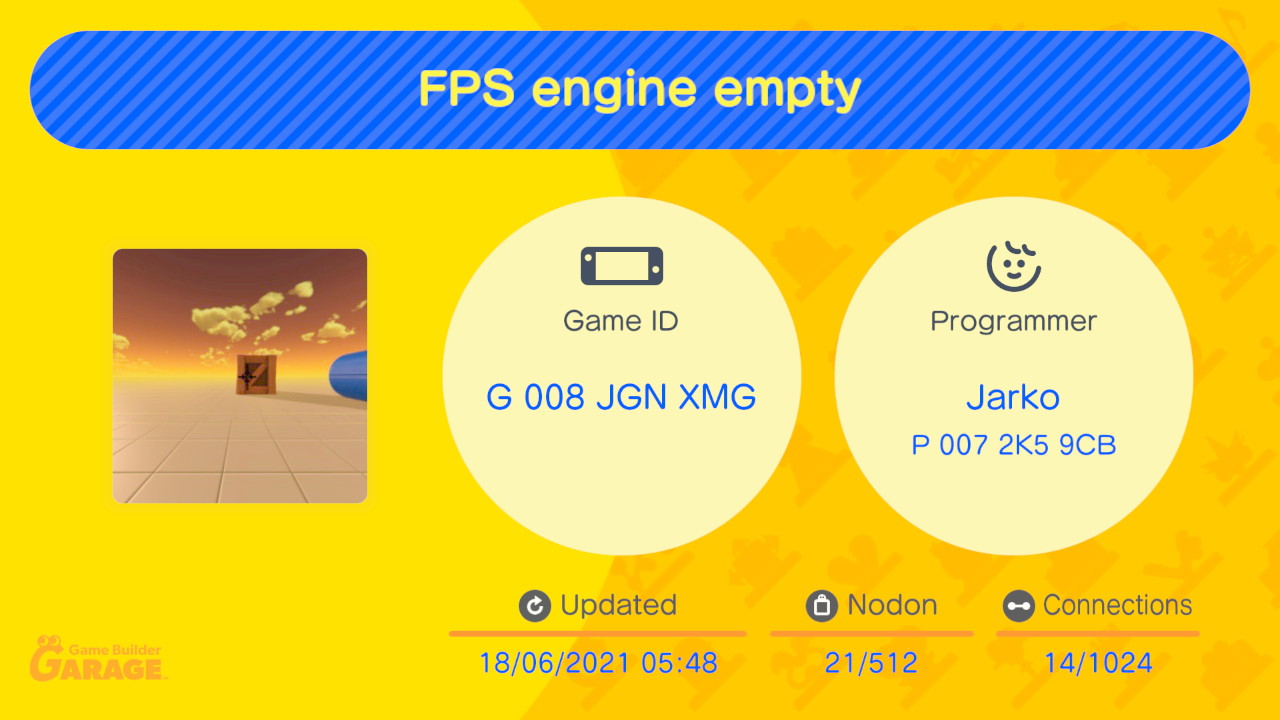 FPS engine empty
Game ID
G 008 JGN XMG
Programmer
Jarko
P 007 2K5 9CB
Updated
18/06/2021 05:48
Nodon
21/512
Connections
14/1024
Game Builder
GARAGE